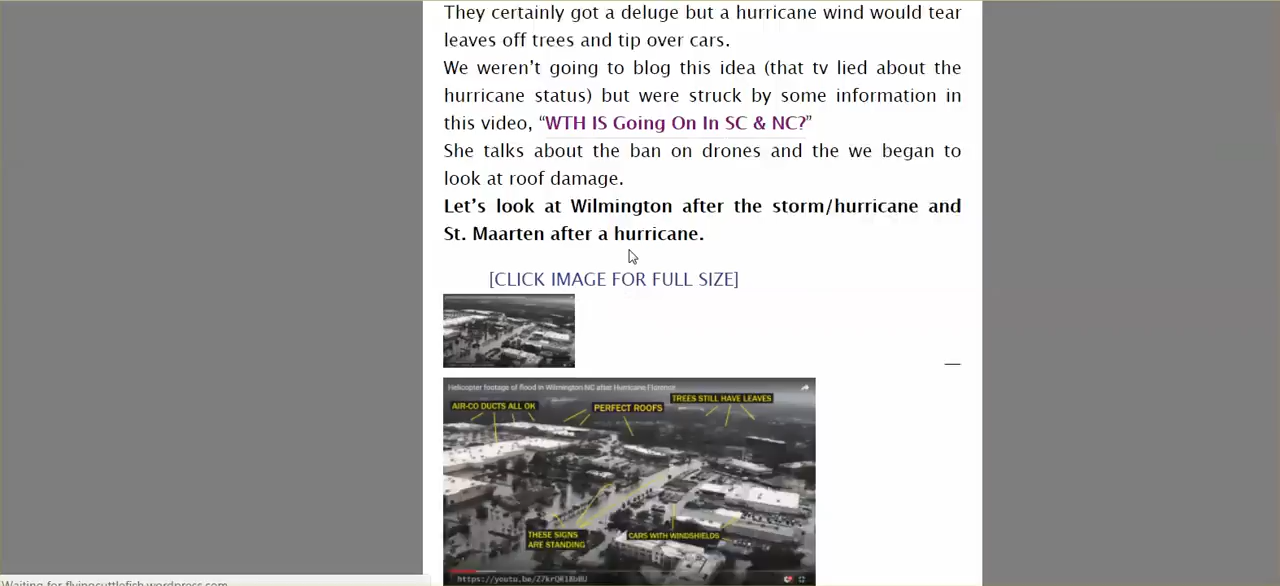 They certainly got a deluge but a hurricane wind would tear
leaves off trees and tip over cars.
We weren’t going to blog this idea (that tv lied about the
hurricane status) but were struck by some information in
this video, “WTH IS Going On In SC & NC?”
She talks about the ban on drones and the we began to
look at roof damage.
Let’s look at Wilmington after the storm/hurricane and
St. Maarten after a hurricane.
[CLICK IMAGE FOR FULL SIZE]
Helicopter footage of flood in Wilmington NC after Hurricane Florence
TREES STILL HAVE LEAVES
AIR-CO DUCTS ALL OK
PERFECT ROOFS
THESE SIGNS
ARE STANDING
CARS WITH WINDSHIELDS
Waiting for flyingcuttlefish.wordpress.com